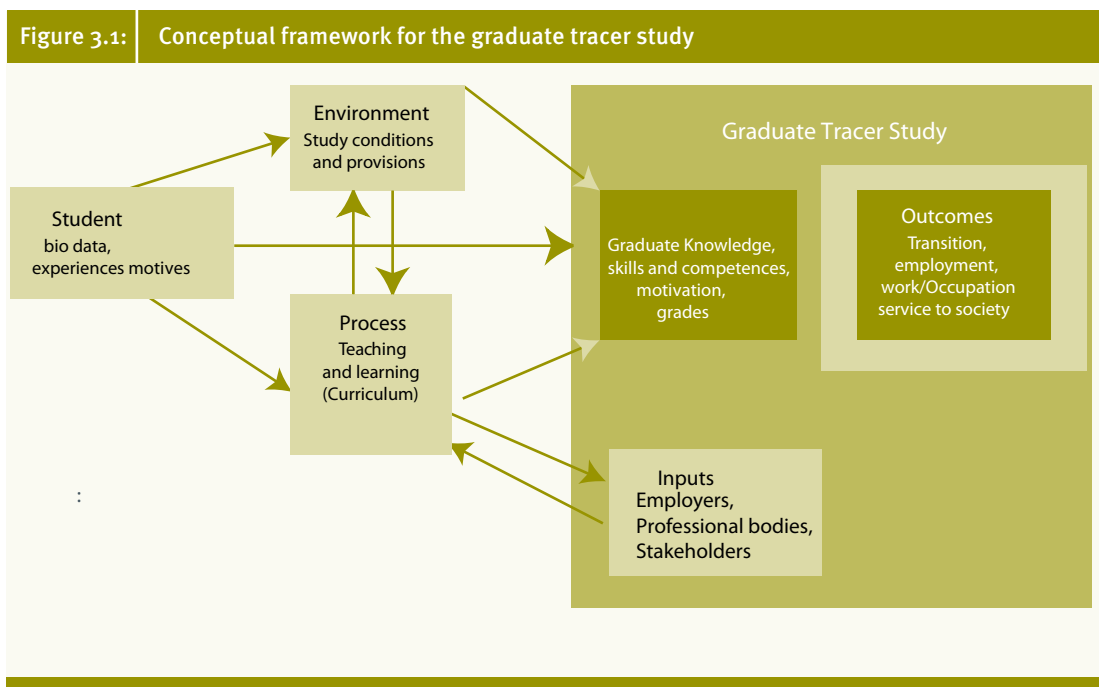 Figure 3.1: Conceptual framework for the graduate tracer study
Environment
Study conditions
and provisions
Graduate Tracer Study
Student
bio data,
experiences motives
Graduate Knowledge,
skills and competences,
motivation,
grades
Outcomes
Transition,
employment,
work/Occupation
service to society
Process
Teaching
and learning
(Curriculum)
Inputs
Employers,
Professional bodies,
Stakeholders
: